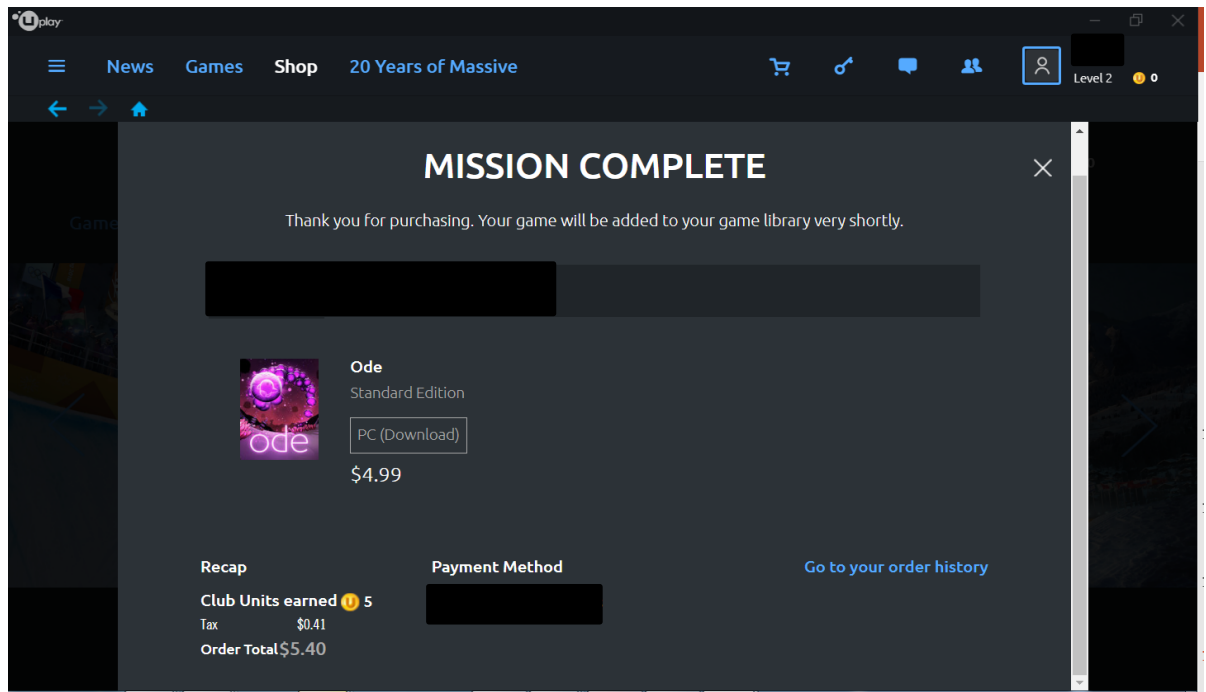 Uplay
News Games Shop 20 Years of Massive
Level 2 0
MISSION COMPLETE
Thank you for purchasing. Your game will be added to your game library very shortly.
Game
Ode
Standard Edition
ode
PC (Download)
$4.99
Recap Payment Method Go to your order history
Club Units earned 5
Tax $0.41
Order Total $5.40